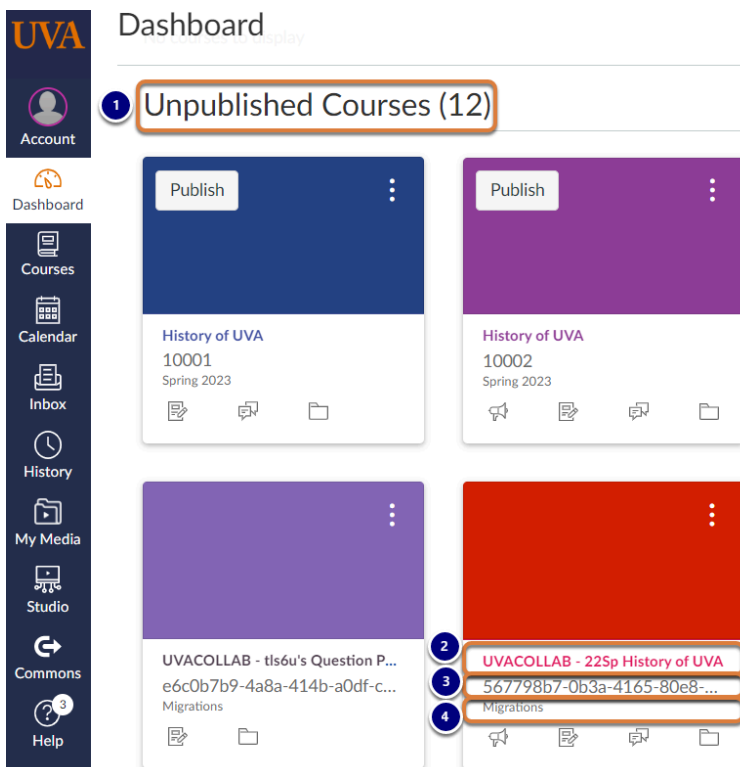 UVA
Dashboard
No courses to display
1
Unpublished Courses (12)
Account
Dashboard
Courses
Calendar
Inbox
History
My Media
Studio
Commons
3
Help
Publish
History of UVA
10001
Spring 2023
Publish
History of UVA
10002
Spring 2023
UVACOLLAB - tls6u's Question P...
e6c0b7b9-4a8a-414b-a0df-c...
Migrations
2
UVACOLLAB - 22Sp History of UVA
3
567798b7-0b3a-4165-80e8-...
4
Migrations